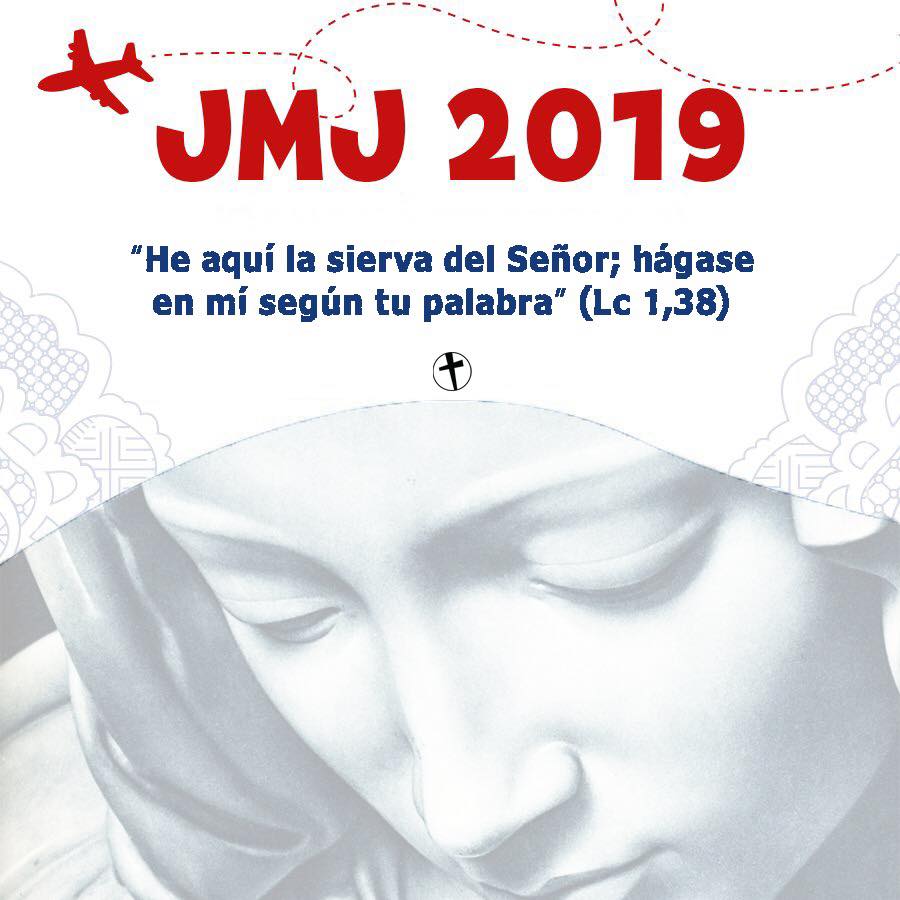 JMJ 2019
“He aquí la sierva del Señor; hágase
en mí según tu palabra” (Lc 1,38)